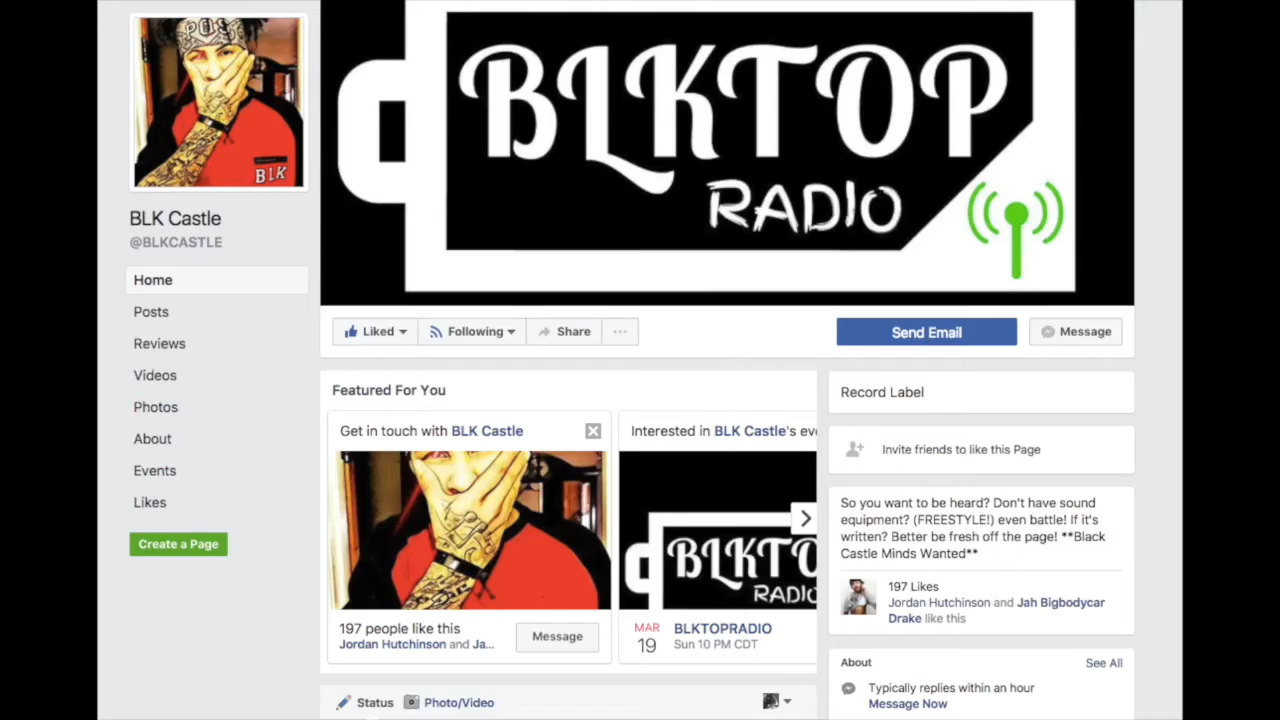 POS
BLK
BLKTOP
RADIO
BLK Castle
@BLKCASTLE
Home
Posts
Reviews
Videos
Photos
About
Events
Likes
Create a Page
Liked
Following
Share
...
Send Email
Message
Featured For You
Get in touch with BLK Castle
197 people like this
Jordan Hutchinson and Ja...
Message
Interested in BLK Castle's eve
BLKTO
RADIO
MAR
19
BLKTOPRADIO
Sun 10 PM CDT
Status
Photo/Video
Record Label
Invite friends to like this Page
So you want to be heard? Don't have sound
equipment? (FREESTYLE!) even battle! If it's
written? Better be fresh off the page! **Black
Castle Minds Wanted**
197 Likes
Jordan Hutchinson and Jah Bigbodycar
Drake like this
About
See All
Typically replies within an hour
Message Now